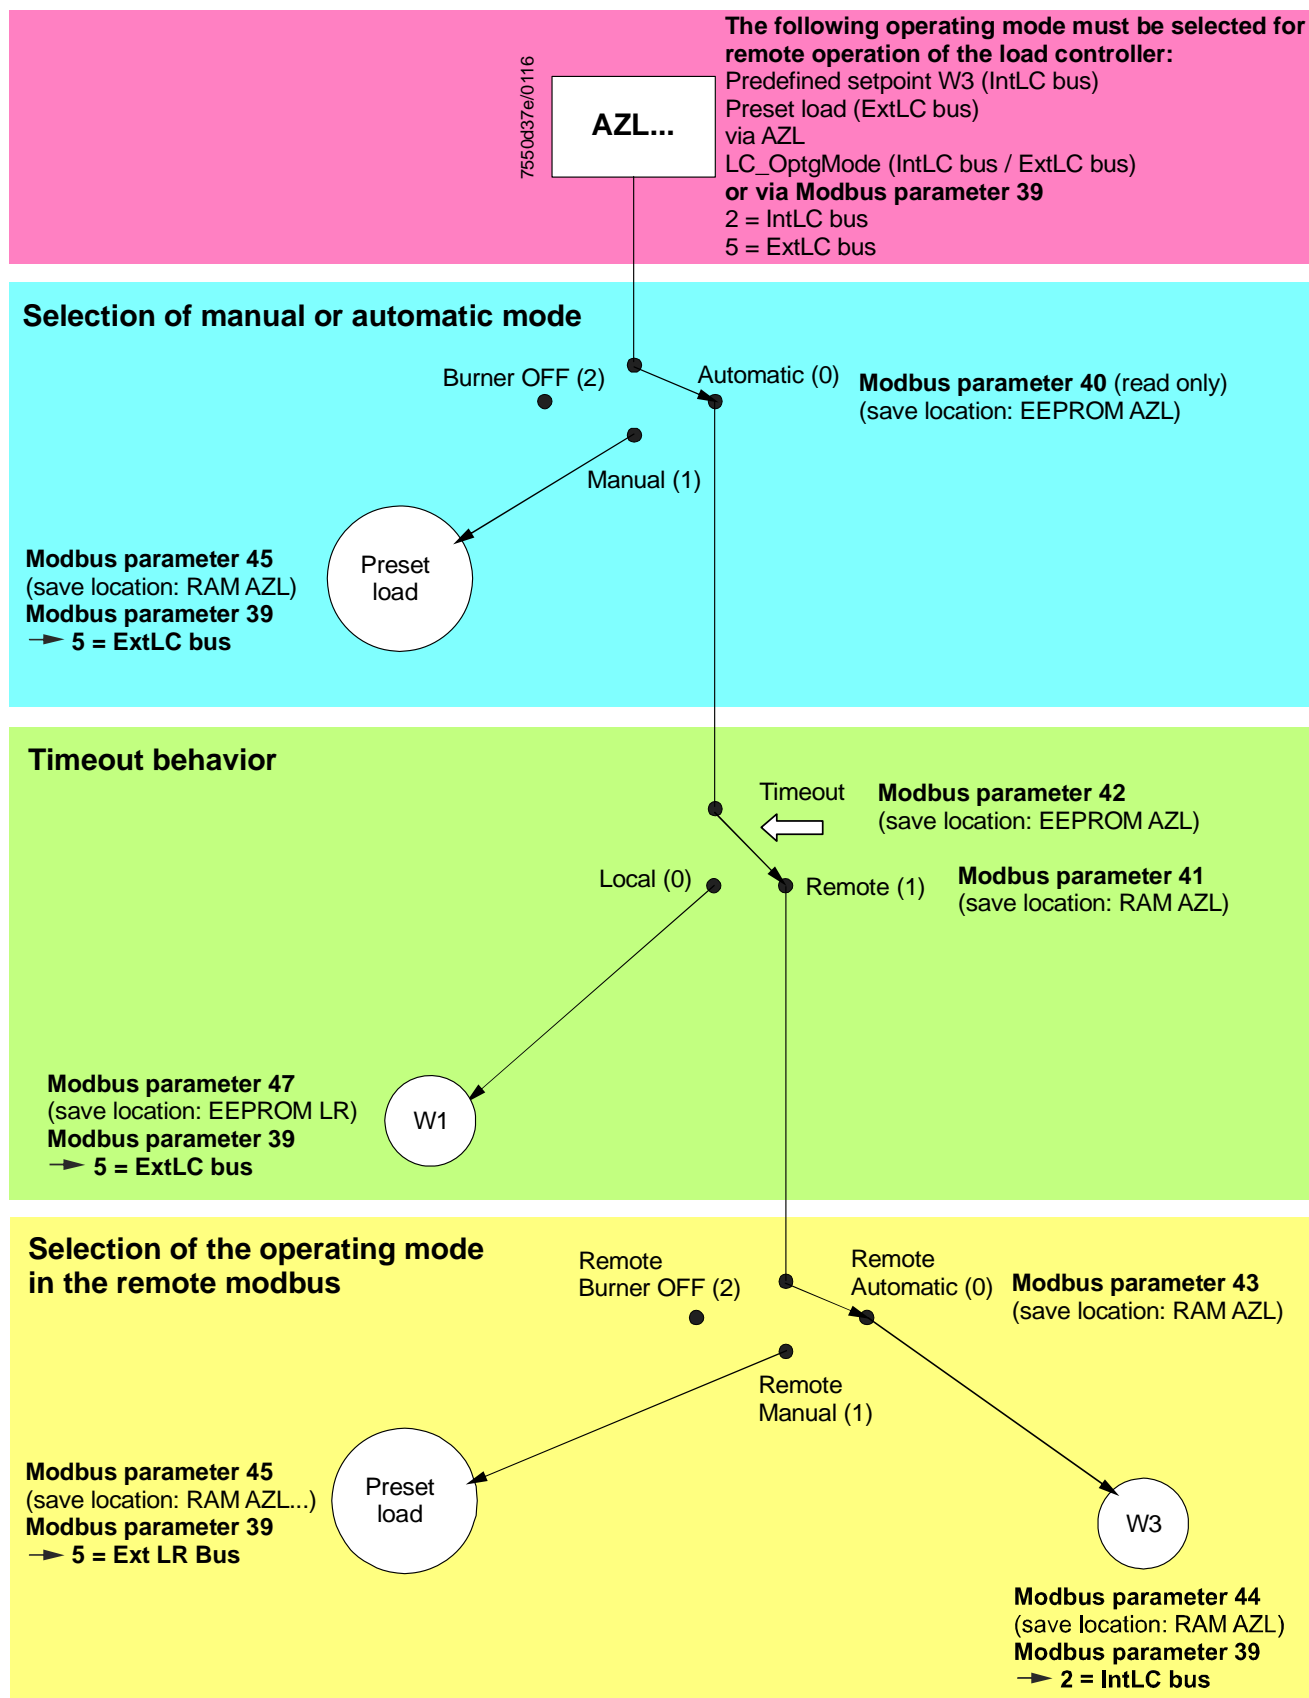 The following operating mode must be selected for
remote operation of the load controller:
Predefined setpoint W3 (IntLC bus)
Preset load (ExtLC bus)
via AZL
LC_OptgMode (IntLC bus / ExtLC bus)
or via Modbus parameter 39
2 = IntLC bus
5 = ExtLC bus
7550d37e/0116
AZL...
Selection of manual or automatic mode
Burner OFF (2)
Automatic (0)
Modbus parameter 40 (read only)
(save location: EEPROM AZL)
Manual (1)
Modbus parameter 45
(save location: RAM AZL)
Modbus parameter 39
→ 5 = ExtLC bus
Preset
load
Timeout behavior
Timeout
Modbus parameter 42
(save location: EEPROM AZL)
Local (0)
Remote (1)
Modbus parameter 41
(save location: RAM AZL)
Modbus parameter 47
(save location: EEPROM LR)
Modbus parameter 39
→ 5 = ExtLC bus
W1
Selection of the operating mode
in the remote modbus
Remote
Burner OFF (2)
Remote
Automatic (0)
Modbus parameter 43
(save location: RAM AZL)
Remote
Manual (1)
Modbus parameter 45
(save location: RAM AZL...)
Modbus parameter 39
→ 5 = Ext LR Bus
Preset
load
W3
Modbus parameter 44
(save location: RAM AZL)
Modbus parameter 39
→ 2 = IntLC bus